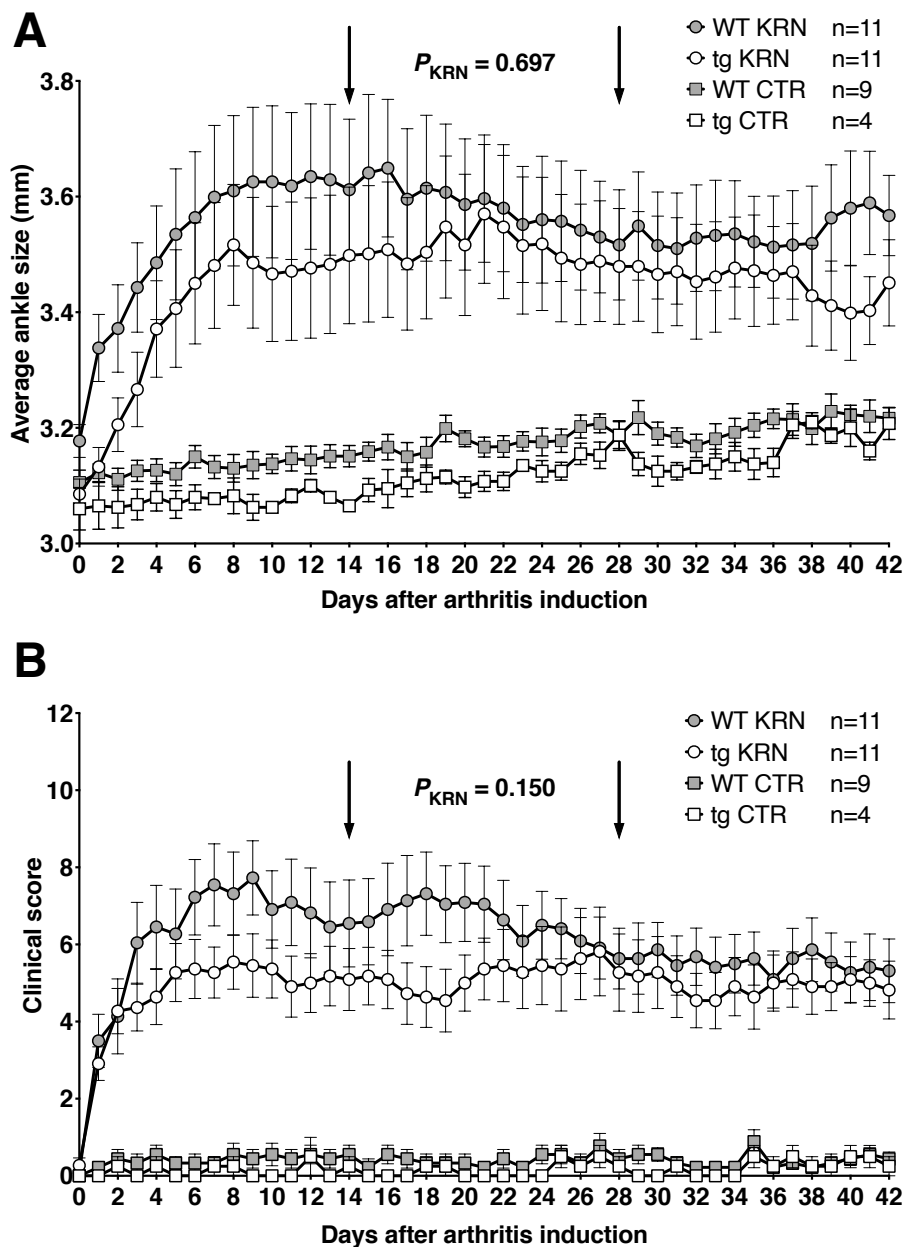 A
WT KRN n=11
tg KRN n=11
WT CTR n=9
tg CTR n=4
PKRN = 0.697
3.8
3.6
3.4
3.2
3.0
Average ankle size (mm)
0 2 4 6 8 10 12 14 16 18 20 22 24 26 28 30 32 34 36 38 40 42
Days after arthritis induction
B
WT KRN n=11
tg KRN n=11
WT CTR n=9
tg CTR n=4
PKRN = 0.150
12
10
8
6
4
2
0
Clinical score
0 2 4 6 8 10 12 14 16 18 20 22 24 26 28 30 32 34 36 38 40 42
Days after arthritis induction